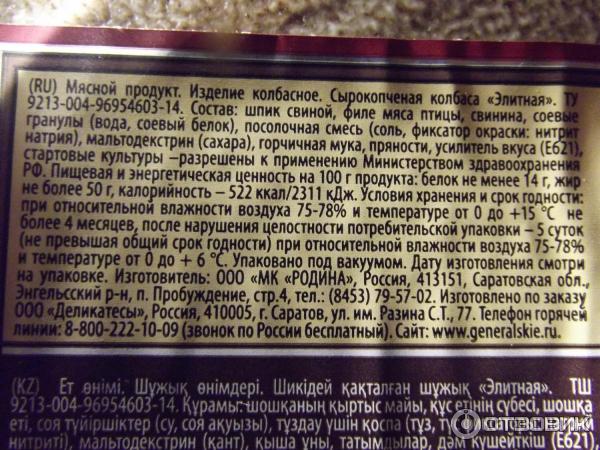 (RU) Мясной продукт. Изделие колбасное. Сырокопченая колбаса «Элитная». ТУ
9213-004-96954603-14. Состав: шпик свиной, филе мяса птицы, свинина, соевые
гранулы (вода, соевый белок), посолочная смесь (соль, фиксатор окраски: нитрит
натрия), мальтодекстрин (сахара), горчичная мука, пряности, усилитель вкуса (Е621),
стартовые культуры –разрешены к применению Министерством здравоохранения
РФ. Пищевая и энергетическая ценность на 100 г продукта: белок не менее 14 г, жир
не более 50 г, калорийность – 522 ккал/2311 кДж. Условия хранения и срок годности:
при относительной влажности воздуха 75-78% и температуре от 0 до +15 °С не
более 4 месяцев, после нарушения целостности потребительской упаковки – 5 суток
(не превышая общий срок годности) при относительной влажности воздуха 75-78%
и температуре от 0 до + 6 °С. Упаковано под вакуумом. Дату изготовления смотри
на упаковке. Изготовитель: ООО «МК «РОДИНА», Россия, 413151, Саратовская обл.,
Энгельсский р-н, п. Пробуждение, стр.4, тел.: (8453) 79-57-02. Изготовлено по заказу
ООО «Деликатесы», Россия, 410005, г. Саратов, ул. им. Разина С.Т., 77. Телефон горячей
линии: 8-800-222-10-09 (звонок по России бесплатный). Сайт: www.generalskie.ru
(KZ) Ет өнімі. Шұжық өнімдері. Шикідей қақталған шұжық «Элитная». ТШ
9213-004-96954603-14. Құрамы: шошқаның қыртыс майы, құс етінің сүбесі, шошқа
еті, соя түйіршіктер (су, соя ақуызы), тұздау үшін қоспа (тұз,
нитриті), мальтодекстрин (қант), қыша ұны, татымдылар, дәм күшейткіш (Е621),
ОТЗОВИК